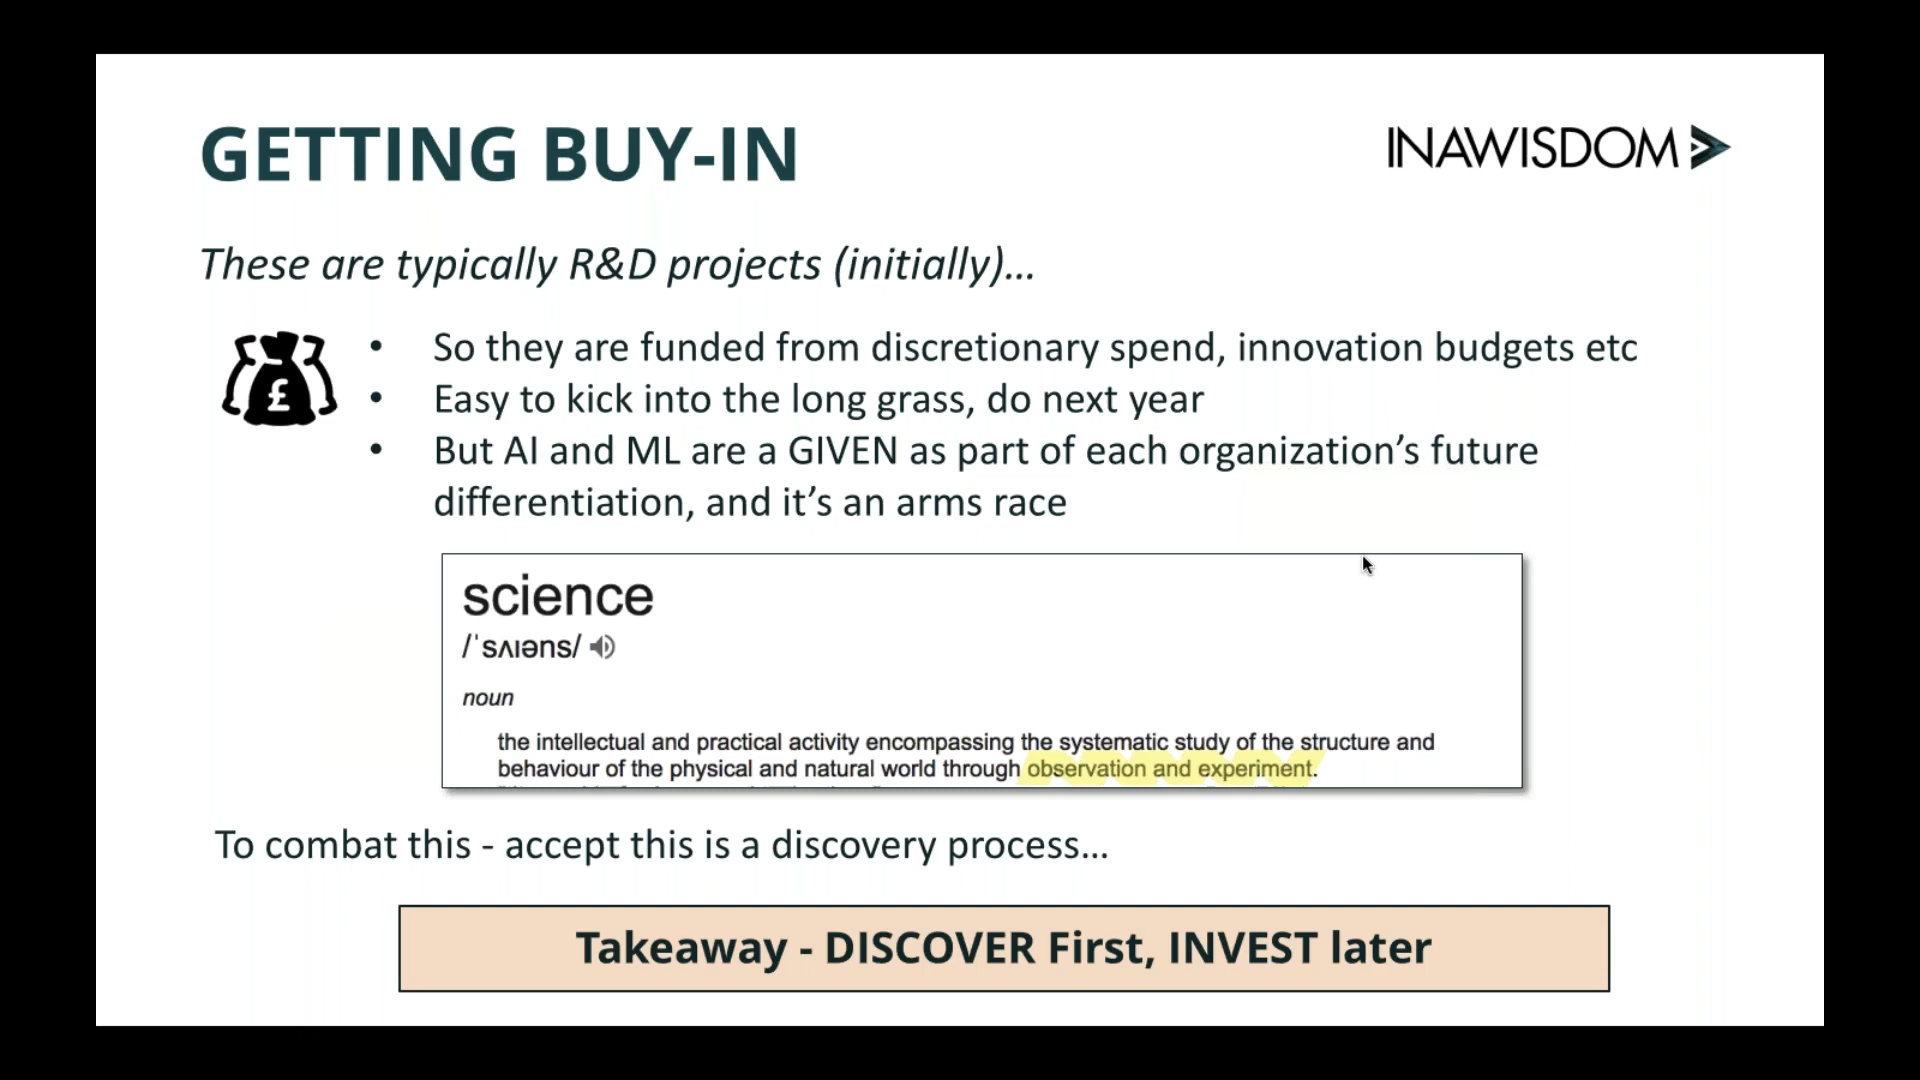 GETTING BUY-IN
INAWISDOM
These are typically R&D projects (initially)...
£
• So they are funded from discretionary spend, innovation budgets etc
• Easy to kick into the long grass, do next year
• But AI and ML are a GIVEN as part of each organization’s future
differentiation, and it’s an arms race
science
/ˈsʌɪəns/
noun
the intellectual and practical activity encompassing the systematic study of the structure and
behaviour of the physical and natural world through observation and experiment.
To combat this - accept this is a discovery process...
Takeaway - DISCOVER First, INVEST later